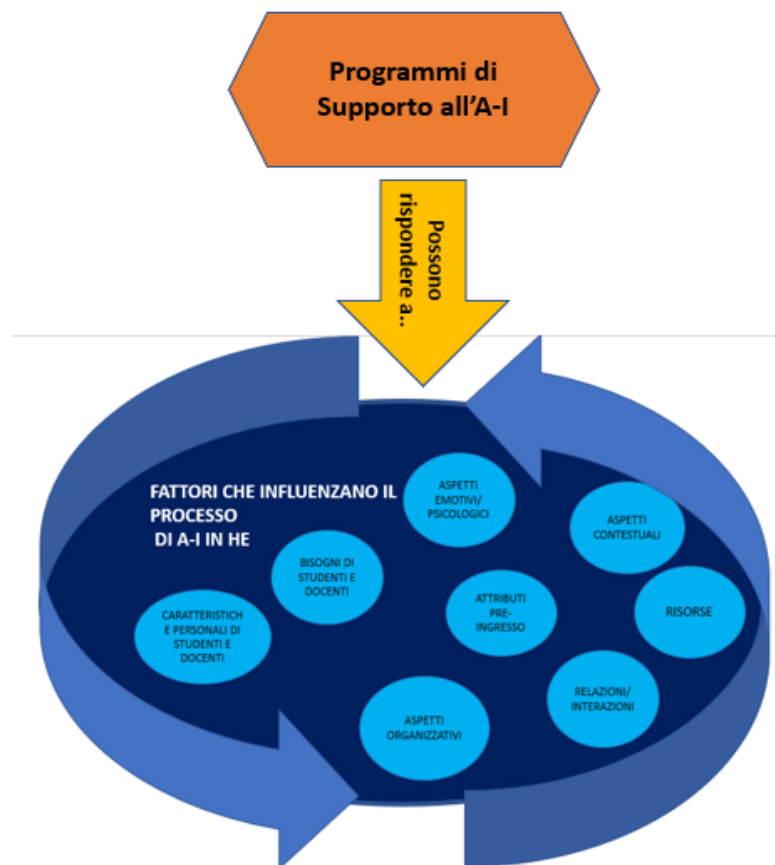 Programmi di
Supporto all'A-I
Possono
rispondere a..
FATTORI CHE INFLUENZANO IL
PROCESSO
DI A-I IN HE
ASPETTI
EMOTIVI/
PSICOLOGICI
ASPETTI
CONTESTUALI
BISOGNI DI
STUDENTI E
DOCENTI
ATTRIBUTI
PRE-
INGRESSO
RISORSE
CARATTERISTICH
E PERSONALI DI
STUDENTI E
DOCENTI
RELAZIONI/
INTERAZIONI
ASPETTI
ORGANIZZATIVI